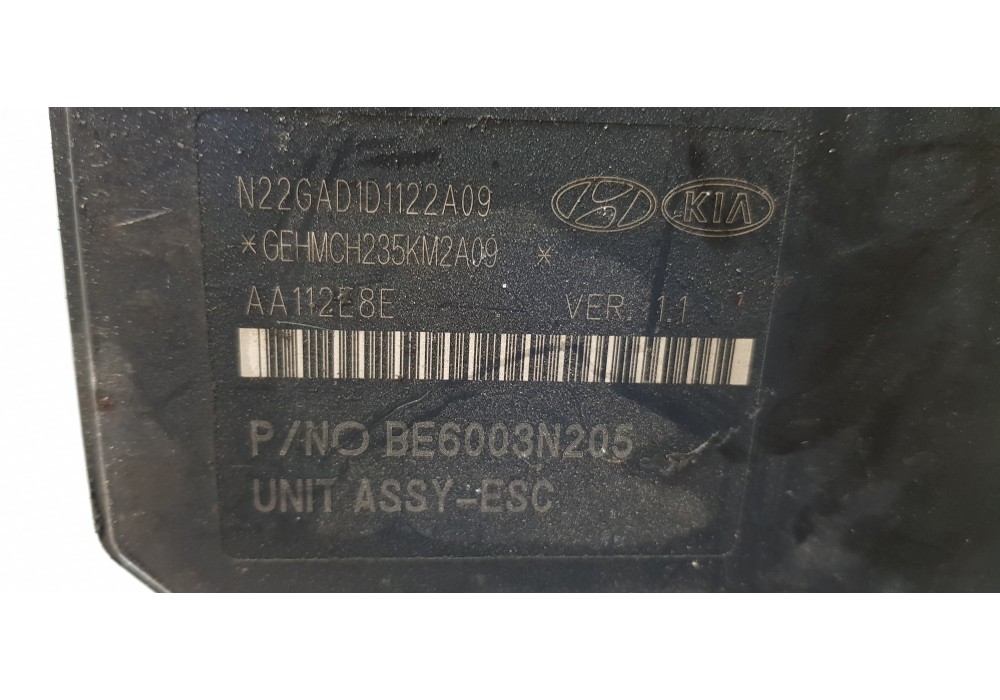 N22GAD1D1122A09
KIA
*GEHMCH235KM2A09 *
AA112E8E VER. 1.1
P/NO BE6003N205
UNIT ASSY-ESC